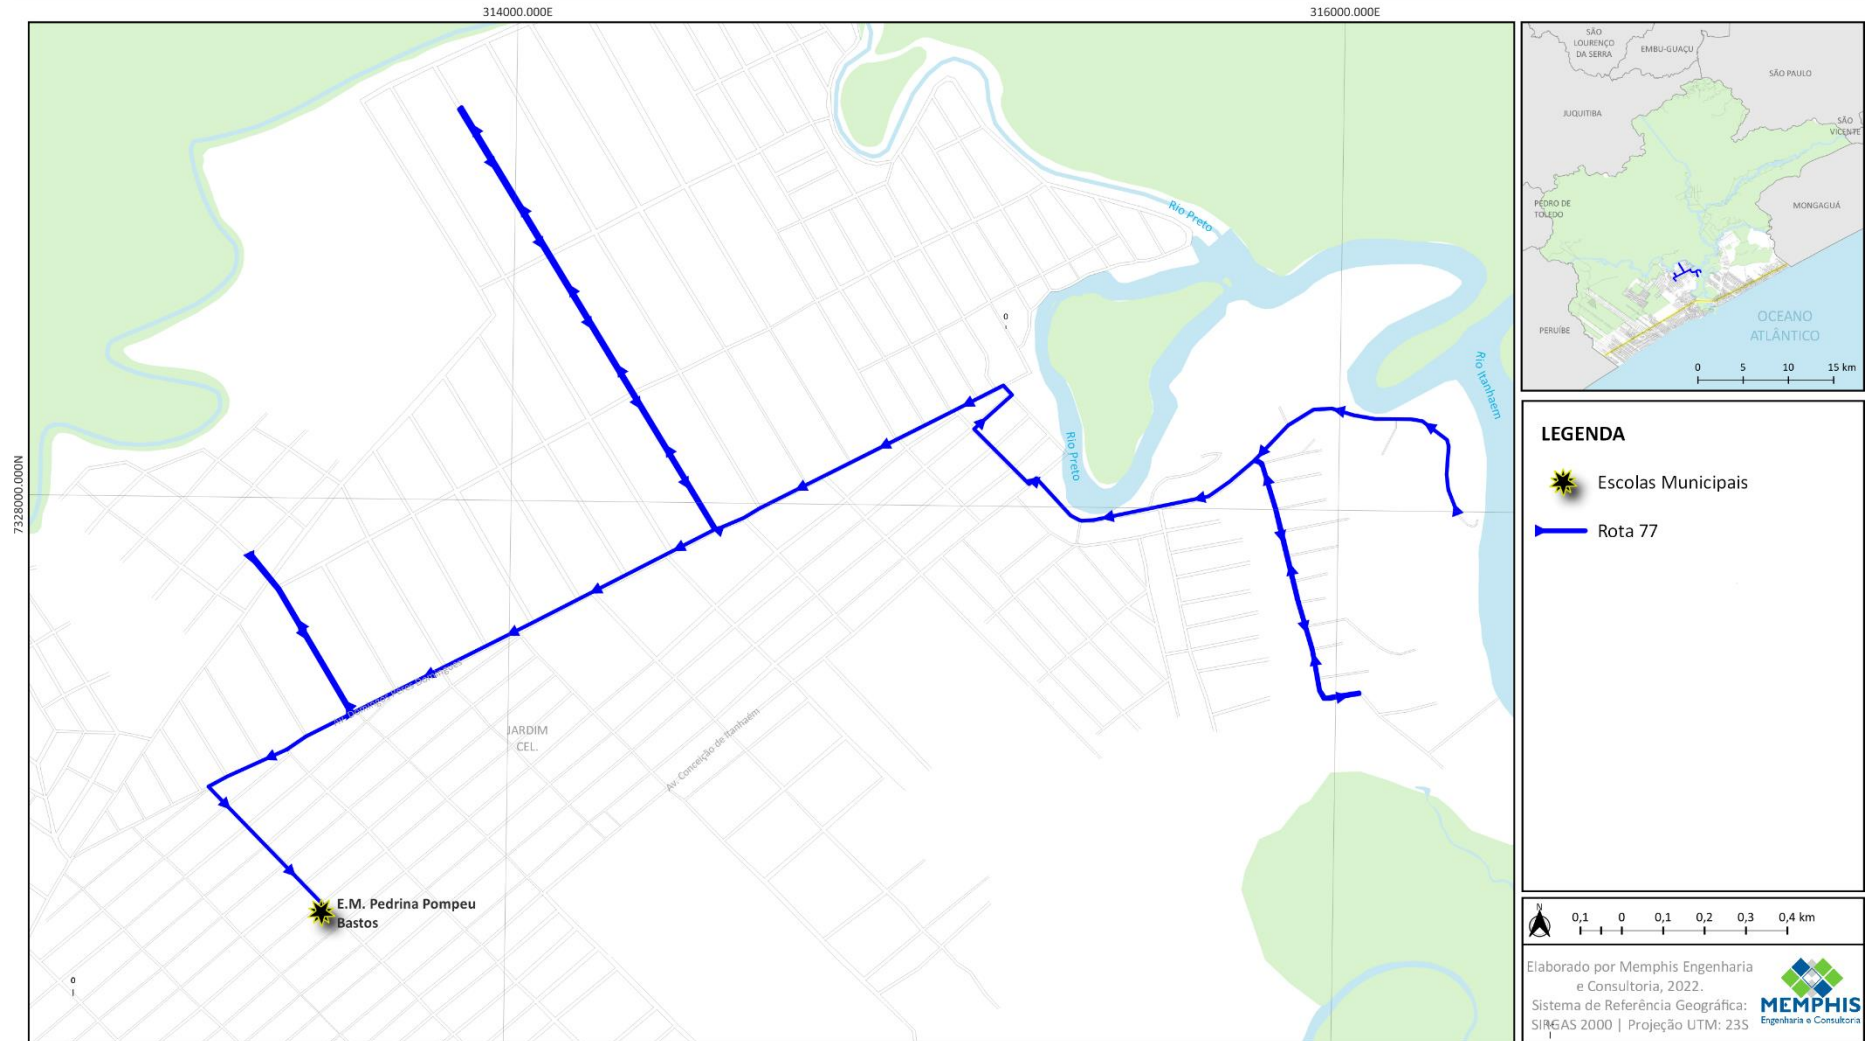 314000.000E
316000.000E
7328000.000N
Rio Preto
Rio Preto
Rio Itanhaem
0
JARDIM
CEL.
Av. Conceição de Itanhaém
E.M. Pedrina Pompeu
Bastos
0
SÃO
LOURENÇO
DA SERRA
EMBU-GUAÇU
SÃO PAULO
JUQUITIBA
SÃO
VICENTE
PEDRO DE
TOLEDO
MONGAGUÁ
PERUÍBE
OCEANO
ATLÂNTICO
0 5 10 15 km
LEGENDA
Escolas Municipais
Rota 77
N
0,1 0 0,1 0,2 0,3 0,4 km
Elaborado por Memphis Engenharia
e Consultoria, 2022.
Sistema de Referência Geográfica:
SIRGAS 2000 | Projeção UTM: 23S
MEMPHIS
Engenharia e Consultoria